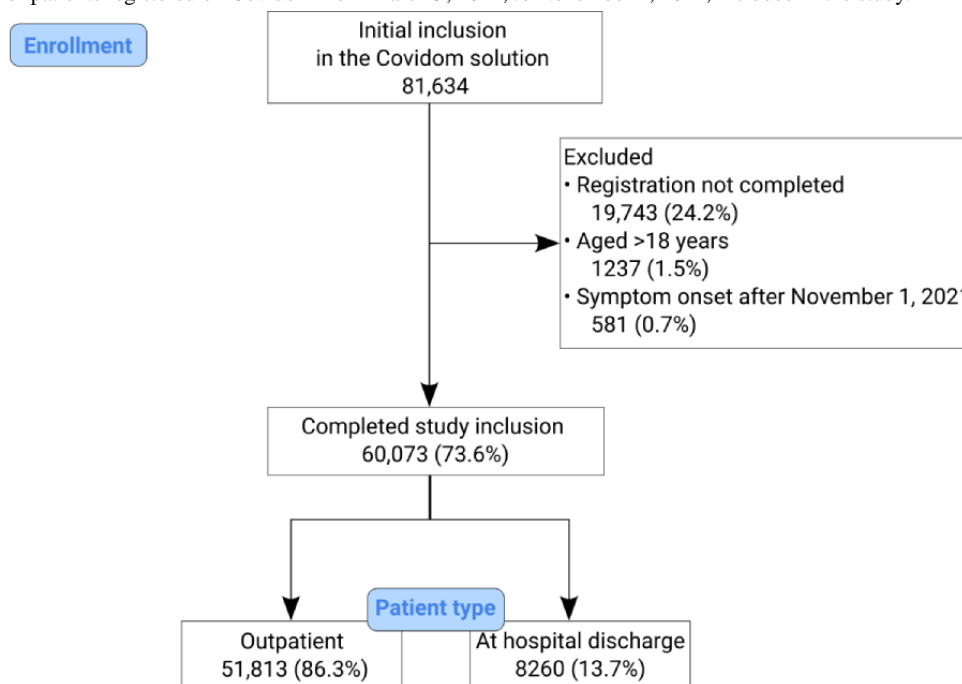 Enrollment
Initial inclusion
in the Covidom solution
81,634
Excluded
• Registration not completed
19,743 (24.2%)
• Aged >18 years
1237 (1.5%)
• Symptom onset after November 1, 2021
581 (0.7%)
Completed study inclusion
60,073 (73.6%)
Patient type
Outpatient
51,813 (86.3%)
At hospital discharge
8260 (13.7%)